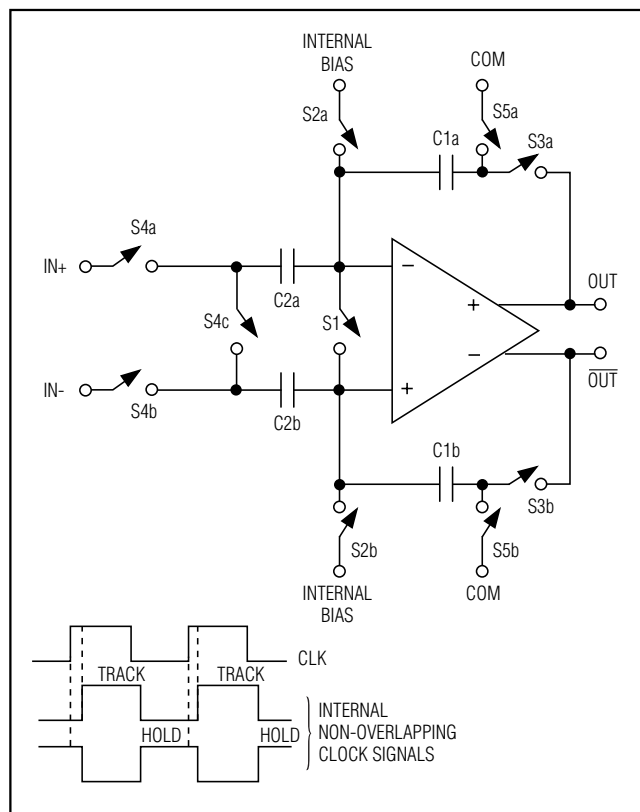 INTERNAL
BIAS
COM
S2a
S5a
C1a
S3a
S4a
IN+
C2a
OUT
S4c
S1
−
+
−
+
IN-
S4b
C2b
OUT
C1b
S3b
S2b
S5b
INTERNAL
BIAS
COM
CLK
TRACK
TRACK
HOLD
HOLD
INTERNAL
NON-OVERLAPPING
CLOCK SIGNALS